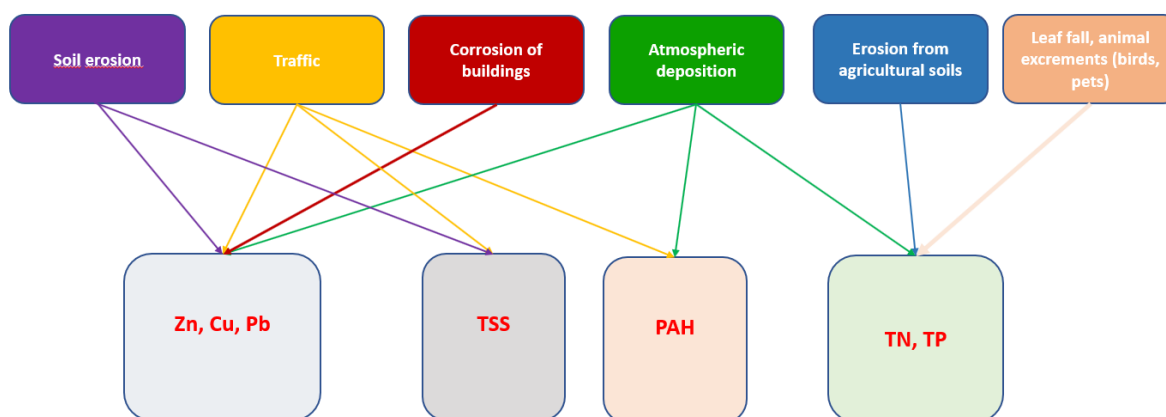 Soil erosion
Traffic
Corrosion of
buildings
Atmospheric
deposition
Erosion from
agricultural soils
Leaf fall, animal
excrements (birds,
pets)
Zn, Cu, Pb
TSS
PAH
TN, TP